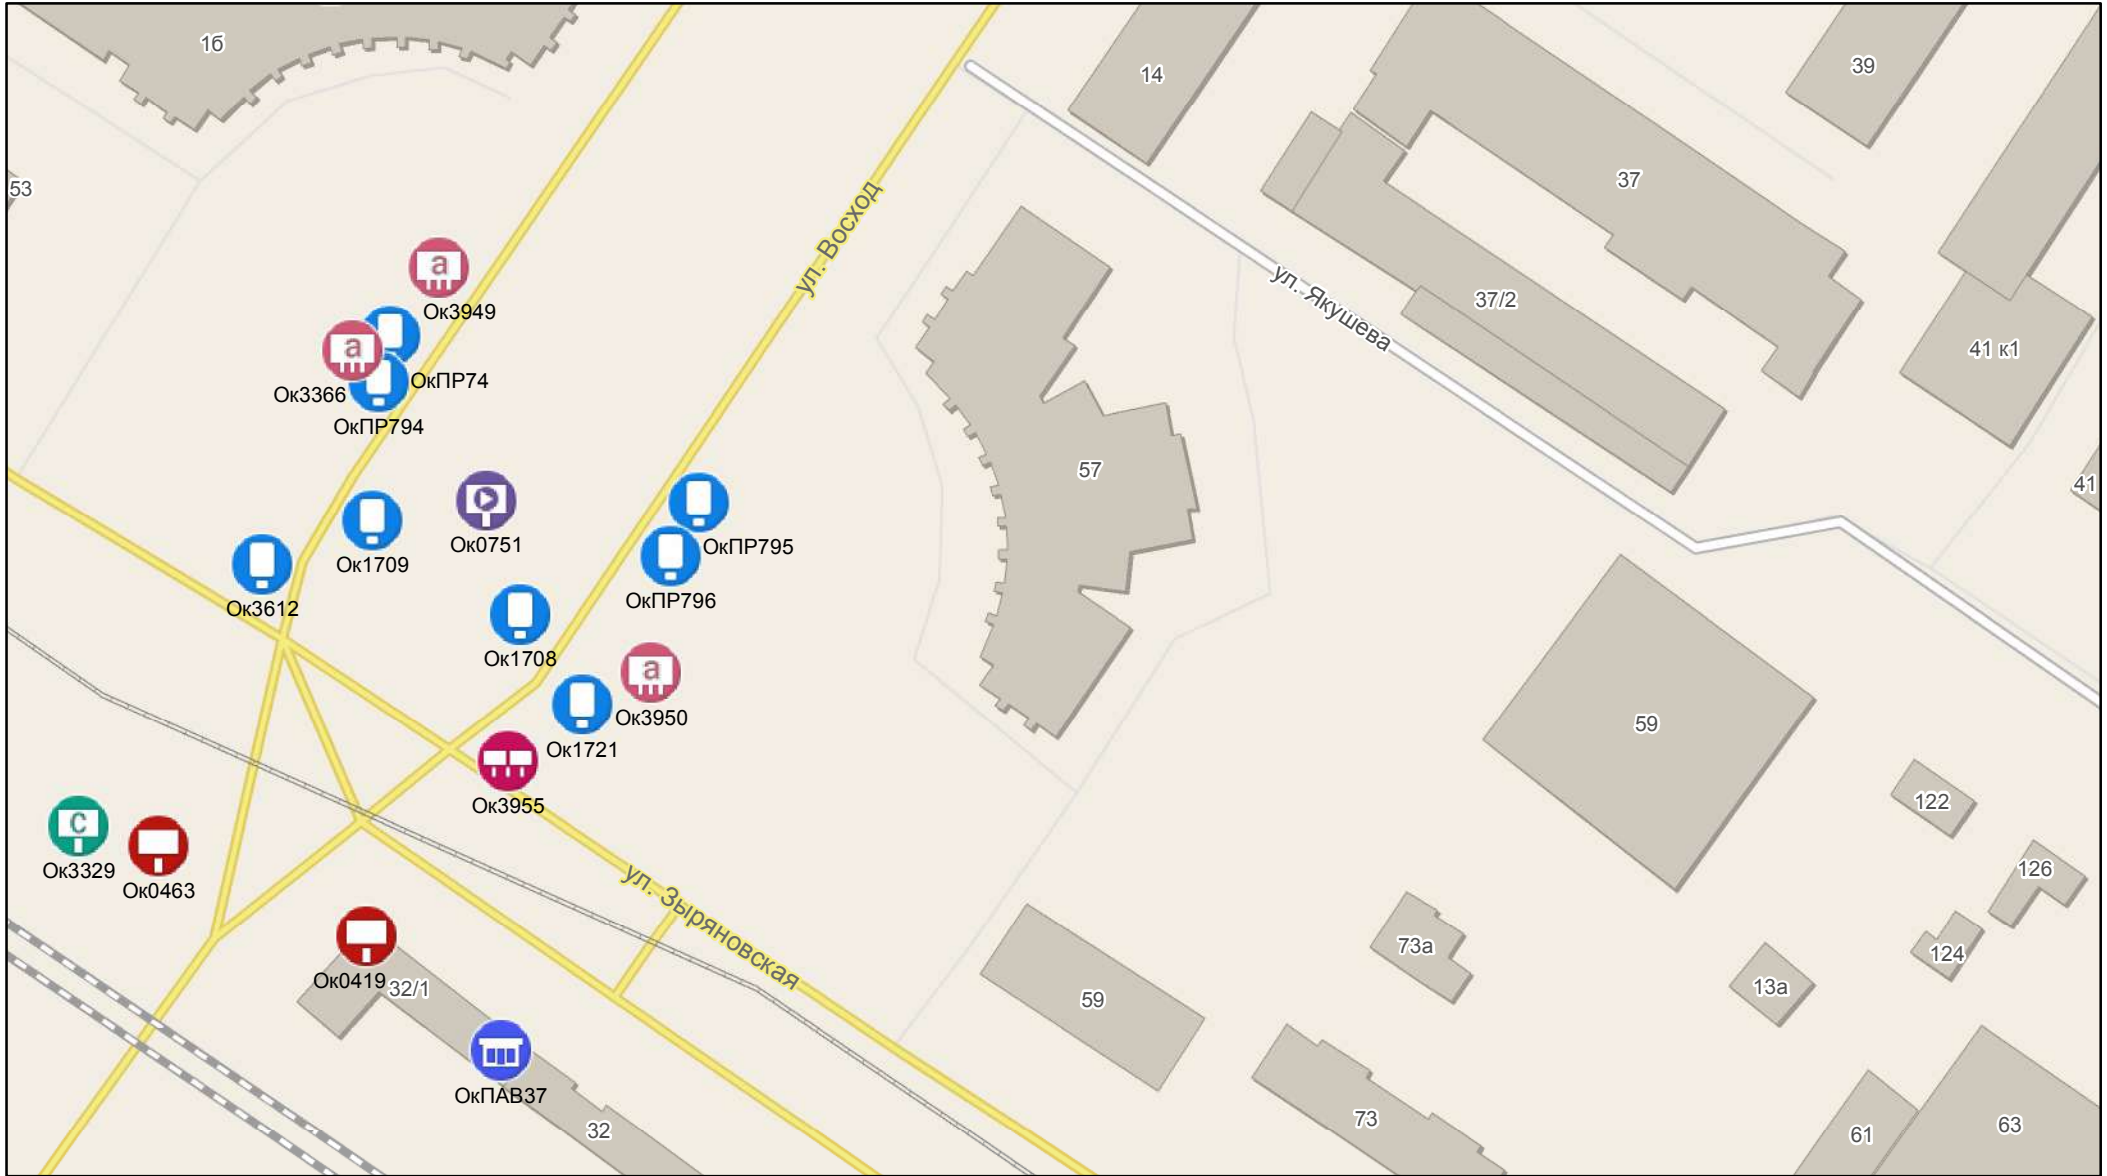 1б
14
39
37
53
ул. Восход
а
Ок3949
ул. Якушева
37/2
41 к1
а
Ок3366
ОкПР74
ОкПР794
57
41
Ок0751
Ок1709
ОкПР795
ОкПР796
Ок3612
Ок1708
а
Ок3950
Ок1721
59
Ок3955
122
с
Ок3329
Ок0463
126
ул. Зыряновская
73а
124
Ок0419
32/1
13а
59
ОкПАВ37
32
73
61
63